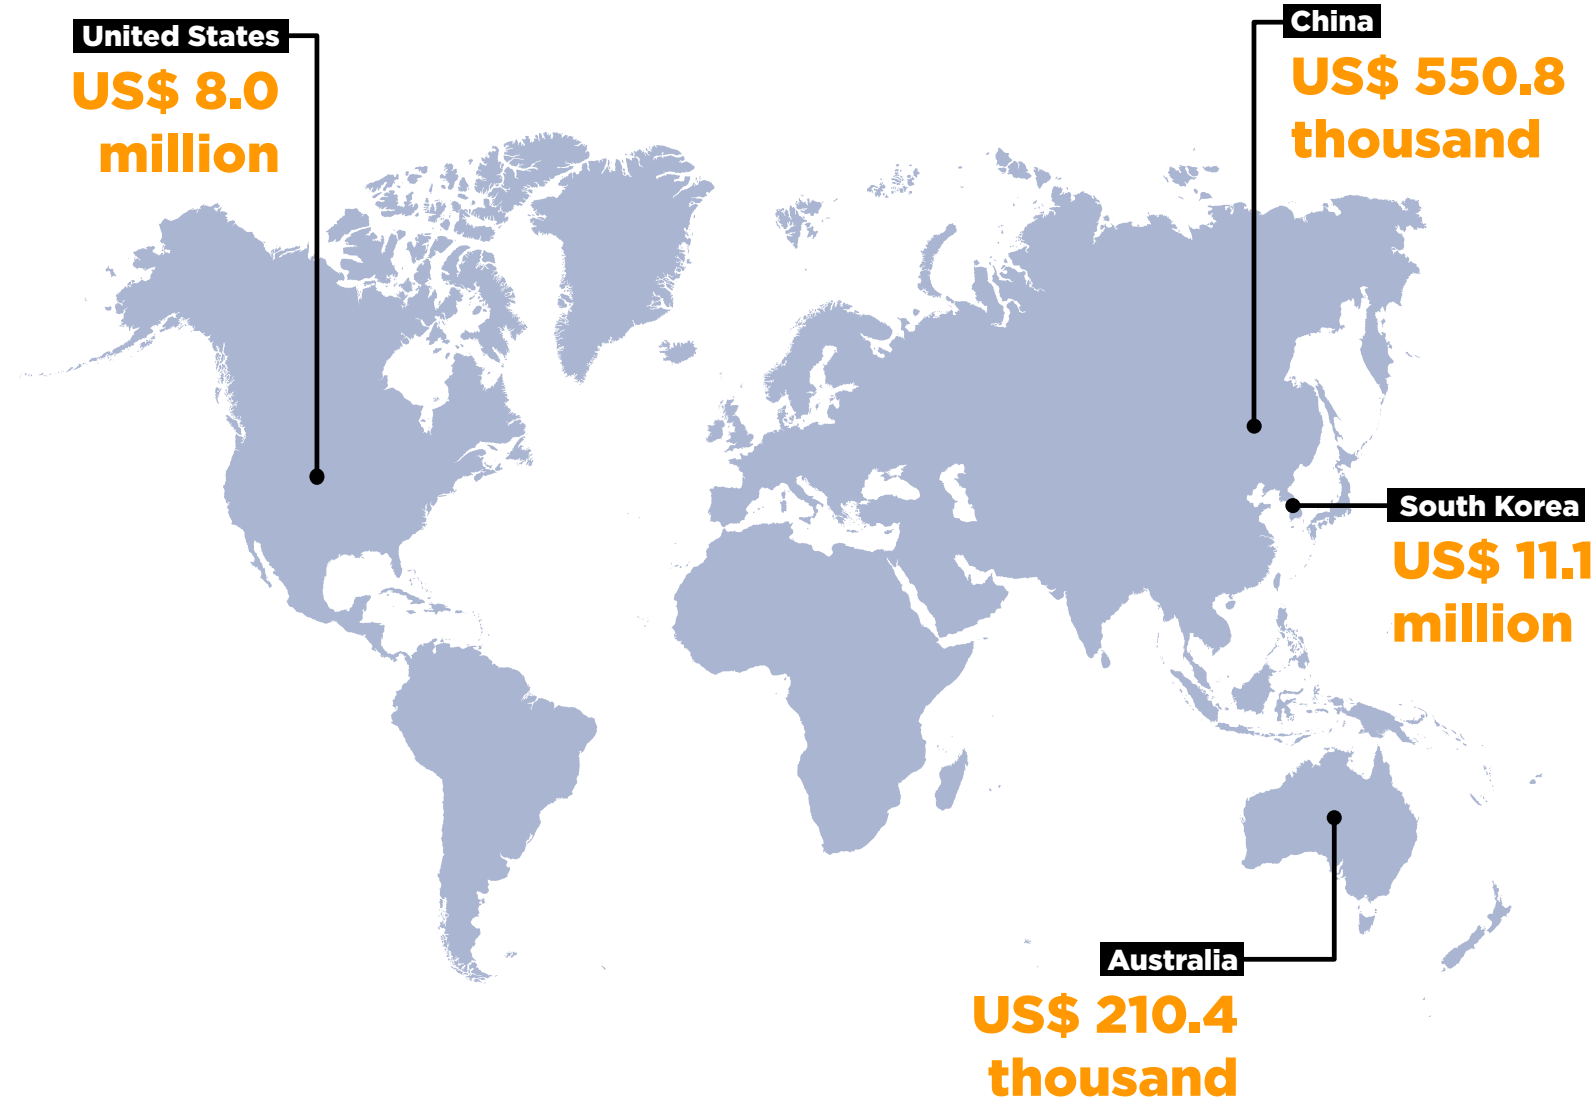 United States
US$ 8.0
million
China
US$ 550.8
thousand
South Korea
US$ 11.1
million
Australia
US$ 210.4
thousand